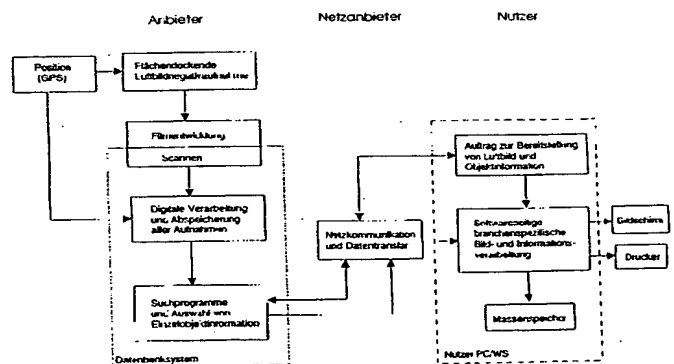 Anbieter
Netzanbieter
Nutzer
Position
(GPS)
Flächendeckende
Luftbildnegativaufnahme
Filmentwicklung
Scannen
Digitale Verarbeitung
und Abspeicherung
aller Aufnahmen
Suchprogramme
und Auswahl von
Einzelobjektinformation
Datenbanksystem
Netzkommunikation
und Datentransfer
Auftrag zur Bereitstellung
von Luftbild und
Objektinformation
branchenspezifische
Bild- und Informations-
verarbeitung
Bildschirm
Drucker
Massenspeicher
Nutzer PC/WS